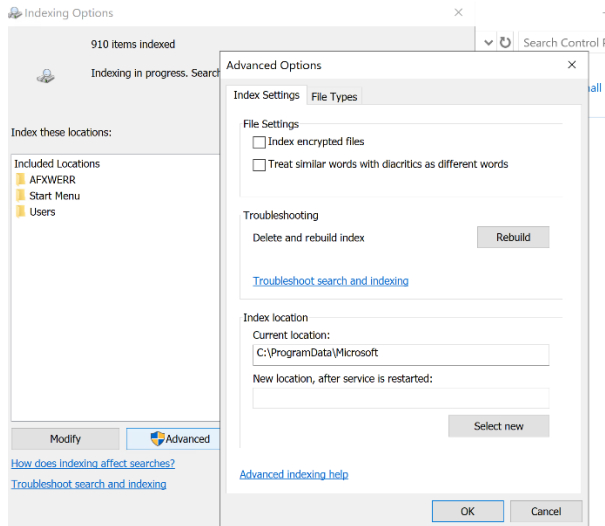 Indexing Options
910 items indexed
Indexing in progress. Search
Index these locations:
Included Locations
AFXWERR
Start Menu
Users
Modify
Advanced
How does indexing affect searches?
Troubleshoot search and indexing
Search Control
Advanced Options
Index Settings
File Types
File Settings
Index encrypted files
Treat similar words with diacritics as different words
Troubleshooting
Delete and rebuild index
Rebuild
Troubleshoot search and indexing
Index location
Current location:
C:\ProgramData\Microsoft
New location, after service is restarted:
Select new
Advanced indexing help
OK
Cancel